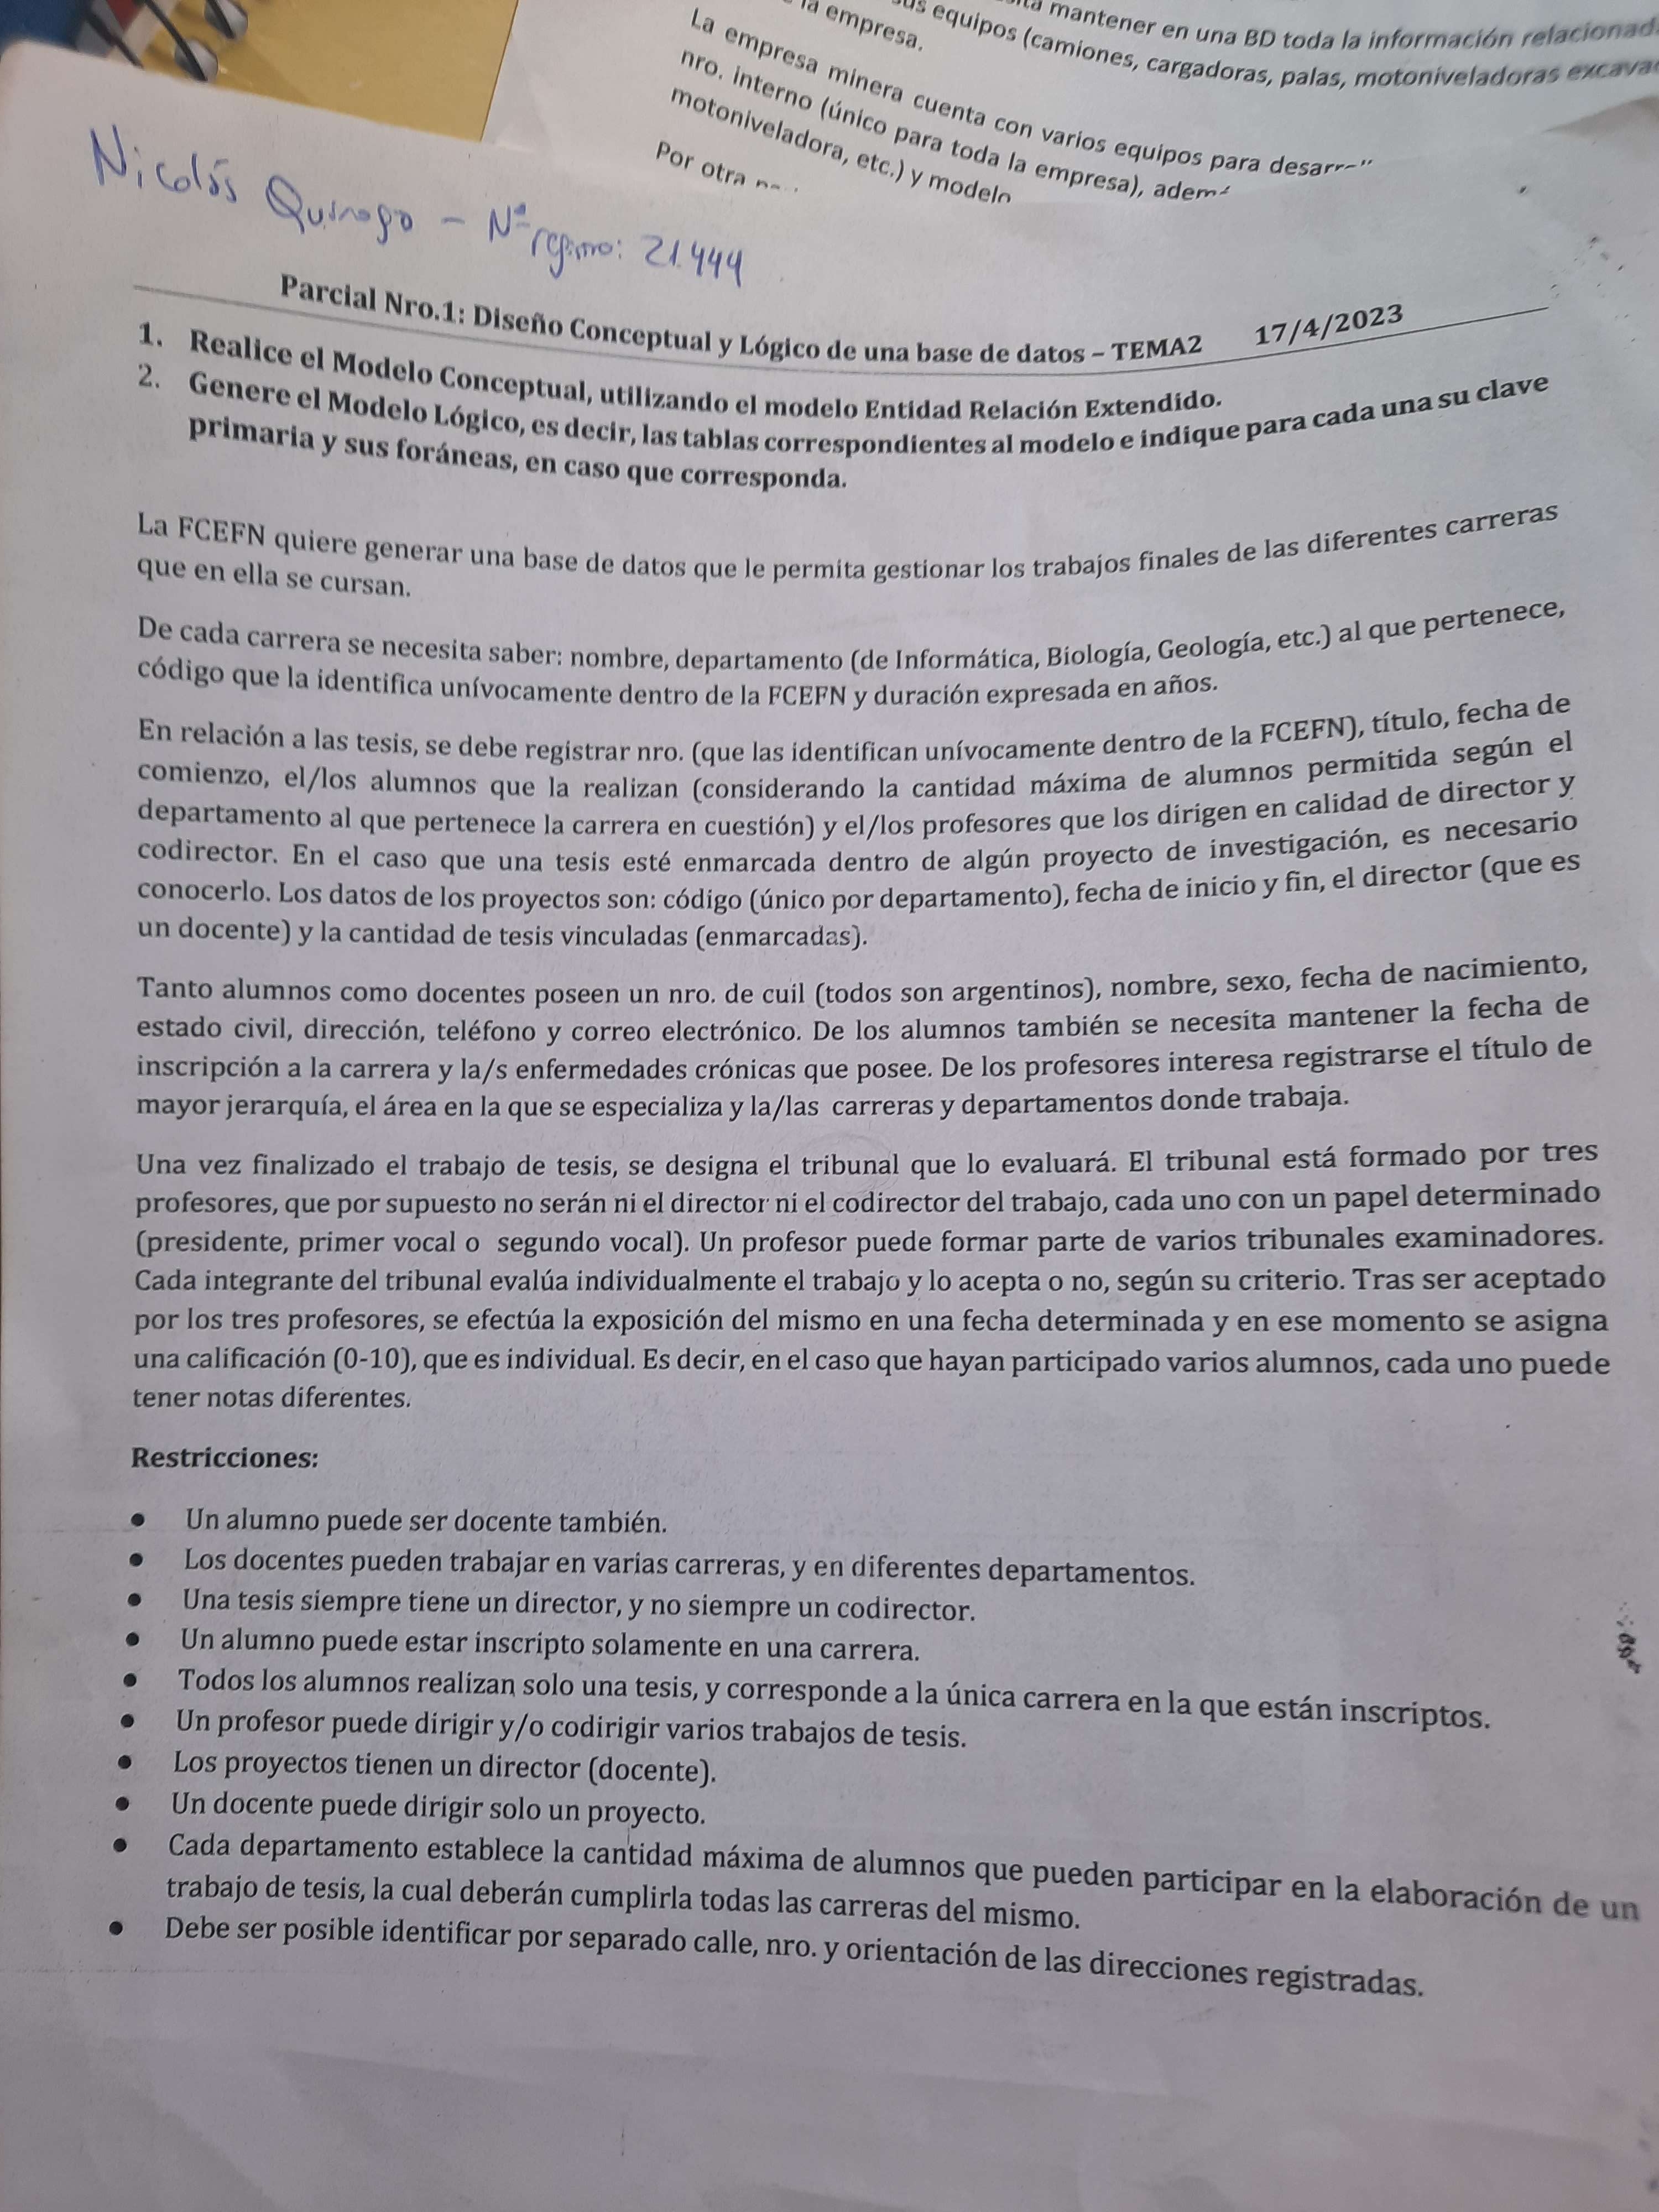 mantener en una BD toda la información relacionad
sus equipos (camiones, cargadoras, palas, motoniveladoras
la empresa.
La empresa minera cuenta con varios equipos para
nro. interno (único para toda la empresa),
motoniveladora, etc.) y modelo
Por otra
Nicolás Quiroga - Nº registro: 21.444
Parcial Nro.1: Diseño Conceptual y Lógico de una base de datos – TEMA2 17/4/2023
1. Realice el Modelo Conceptual, utilizando el modelo Entidad Relación Extendido.
2. Genere el Modelo Lógico, es decir, las tablas correspondientes al modelo e indique para cada una su clave
primaria y sus foráneas, en caso que corresponda.
La FCEFN quiere generar una base de datos que le permita gestionar los trabajos finales de las diferentes carreras
que en ella se cursan.
De cada carrera se necesita saber: nombre, departamento (de Informática, Biología, Geología, etc.) al que pertenece,
código que la identifica unívocamente dentro de la FCEFN y duración expresada en años.
En relación a las tesis, se debe registrar nro. (que las identifican unívocamente dentro de la FCEFN), título, fecha de
comienzo, el/los alumnos que la realizan (considerando la cantidad máxima de alumnos permitida según el
departamento al que pertenece la carrera en cuestión) y el/los profesores que los dirigen en calidad de director y
codirector. En el caso que una tesis esté enmarcada dentro de algún proyecto de investigación, es necesario
conocerlo. Los datos de los proyectos son: código (único por departamento), fecha de inicio y fin, el director (que es
un docente) y la cantidad de tesis vinculadas (enmarcadas).
Tanto alumnos como docentes poseen un nro. de cuil (todos son argentinos), nombre, sexo, fecha de nacimiento,
estado civil, dirección, teléfono y correo electrónico. De los alumnos también se necesita mantener la fecha de
inscripción a la carrera y la/s enfermedades crónicas que posee. De los profesores interesa registrarse el título de
mayor jerarquía, el área en la que se especializa y la/las carreras y departamentos donde trabaja.
Una vez finalizado el trabajo de tesis, se designa el tribunal que lo evaluará. El tribunal está formado por tres
profesores, que por supuesto no serán ni el director ni el codirector del trabajo, cada uno con un papel determinado
(presidente, primer vocal o segundo vocal). Un profesor puede formar parte de varios tribunales examinadores.
Cada integrante del tribunal evalúa individualmente el trabajo y lo acepta o no, según su criterio. Tras ser aceptado
por los tres profesores, se efectúa la exposición del mismo en una fecha determinada y en ese momento se asigna
una calificación (0-10), que es individual. Es decir, en el caso que hayan participado varios alumnos, cada uno puede
tener notas diferentes.
Restricciones:
• Un alumno puede ser docente también.
• Los docentes pueden trabajar en varias carreras, y en diferentes departamentos.
• Una tesis siempre tiene un director, y no siempre un codirector.
• Un alumno puede estar inscripto solamente en una carrera.
• Todos los alumnos realizan solo una tesis, y corresponde a la única carrera en la que están inscriptos.
• Un profesor puede dirigir y/o codirigir varios trabajos de tesis.
• Los proyectos tienen un director (docente).
• Un docente puede dirigir solo un proyecto.
• Cada departamento establece la cantidad máxima de alumnos que pueden participar en la elaboración de un
trabajo de tesis, la cual deberán cumplirla todas las carreras del mismo.
• Debe ser posible identificar por separado calle, nro. y orientación de las direcciones registradas.